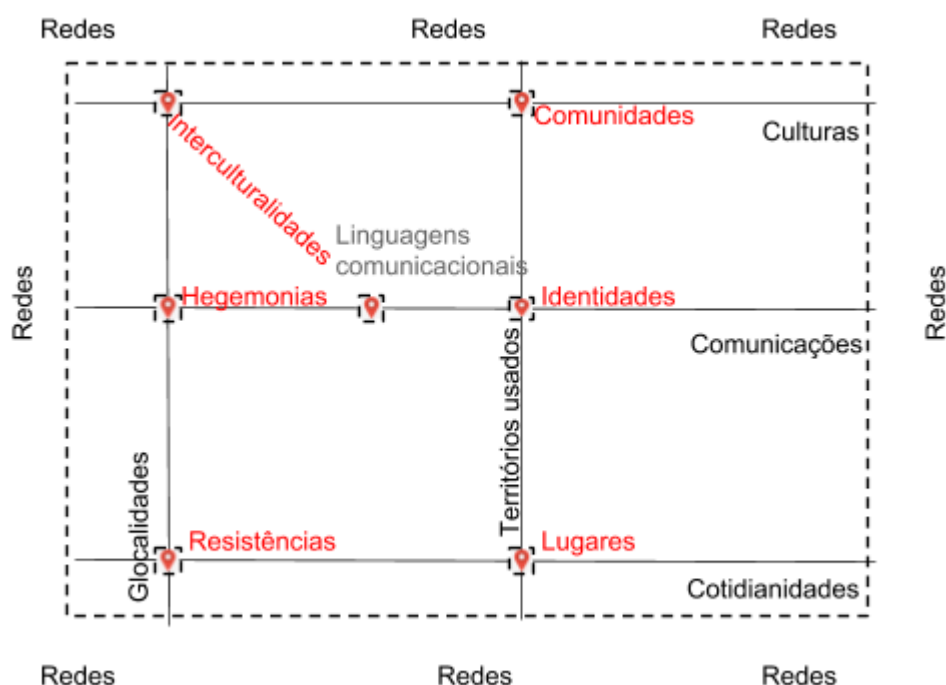 Redes
Redes
Redes
Comunidades
Culturas
Interculturalidades
Linguagens
comunicacionais
Redes
Hegemonias
Identidades
Redes
Comunicações
Territórios usados
Glocalidades
Resistências
Lugares
Cotidianidades
Redes
Redes
Redes